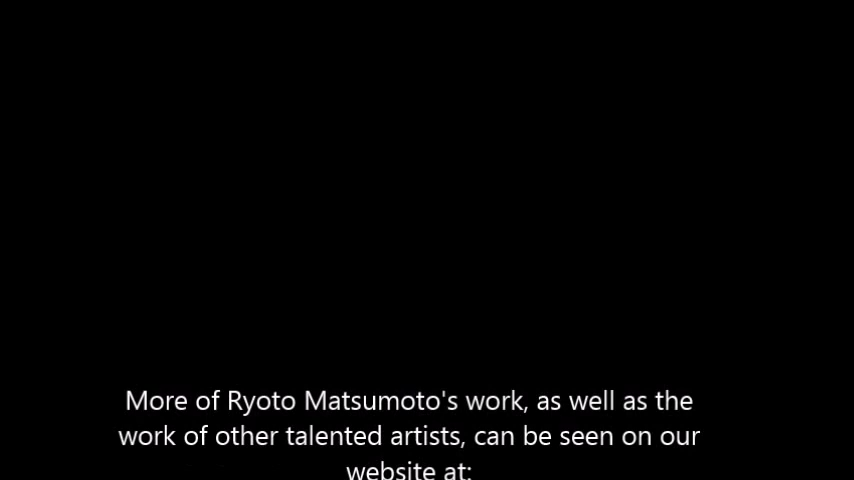 More of Ryoto Matsumoto's work, as well as the
work of other talented artists, can be seen on our
website at: